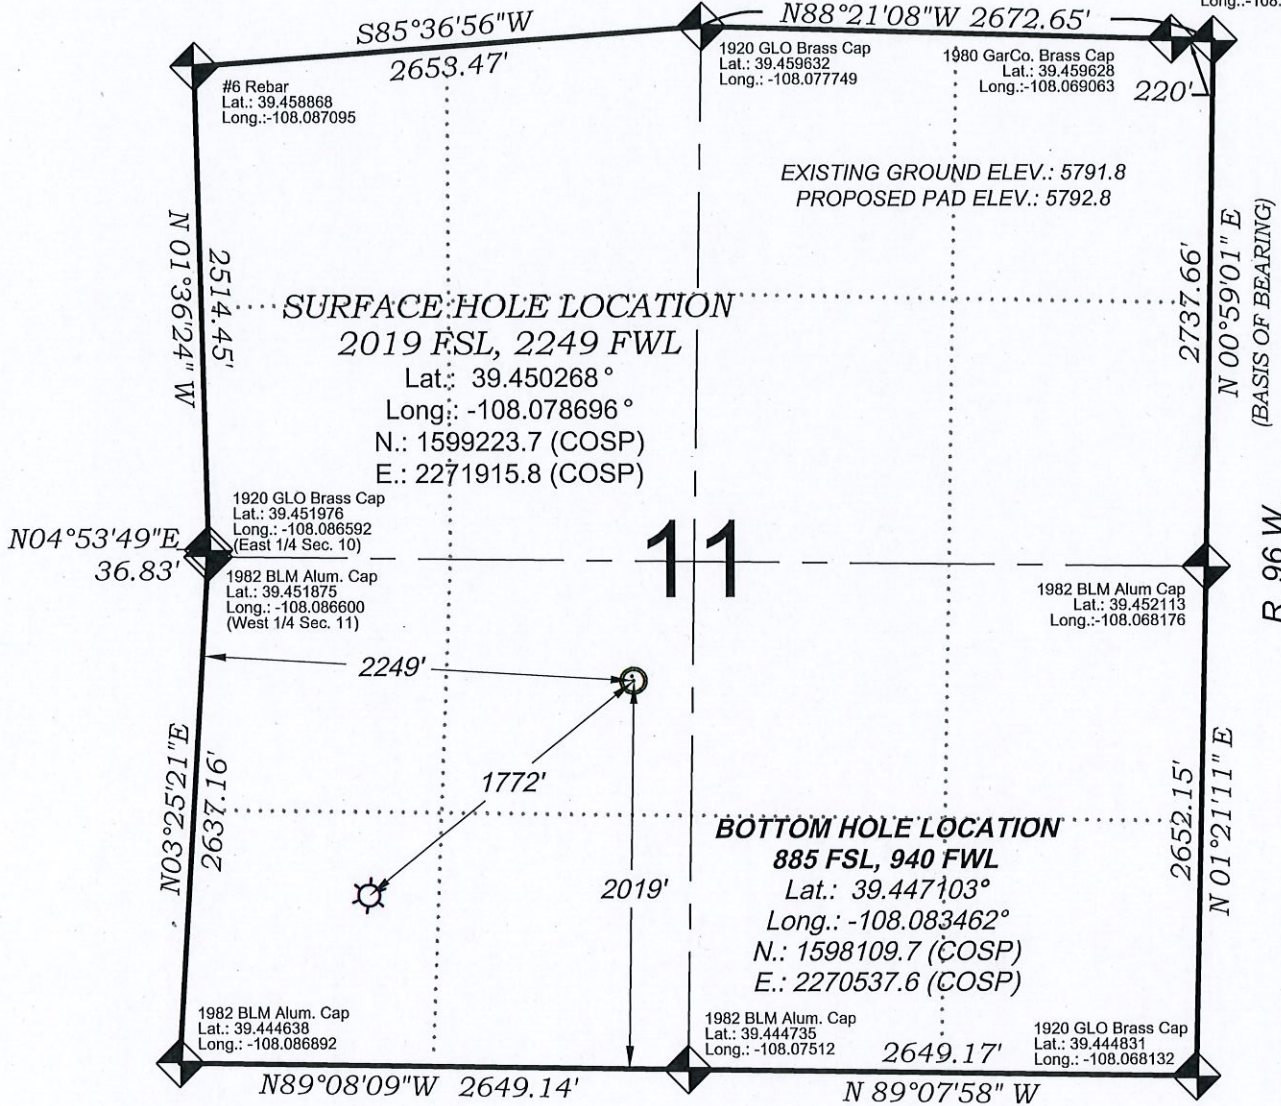 Long.:-108.
S85°36'56"W
2653.47'
N88°21'08"W 2672.65'
#6 Rebar
Lat.: 39.458868
Long.:-108.087095
1920 GLO Brass Cap
Lat.: 39.459632
Long.: -108.077749
1980 GarCo. Brass Cap
Lat.: 39.459628
Long.:-108.069063
220'
EXISTING GROUND ELEV.: 5791.8
PROPOSED PAD ELEV.: 5792.8
N 01°36'24" W
2514.45'
SURFACE HOLE LOCATION
2019 FSL, 2249 FWL
Lat.: 39.450268°
Long.: -108.078696°
N.: 1599223.7 (COSP)
E.: 2271915.8 (COSP)
2737.66'
N 00°59'01" E
(BASIS OF BEARING)
1920 GLO Brass Cap
Lat.: 39.451976
Long.: -108.086592
(East 1/4 Sec. 10)
N04°53'49"E
36.83'
1982 BLM Alum. Cap
Lat.: 39.451875
Long.: -108.086600
(West 1/4 Sec. 11)
11
1982 BLM Alum Cap
Lat.: 39.452113
Long.:-108.068176
R. 96 W.
2249'
1772'
2019'
N03°25'21"E
2637.16'
BOTTOM HOLE LOCATION
885 FSL, 940 FWL
Lat.: 39.447103°
Long.: -108.083462°
N.: 1598109.7 (COSP)
E.: 2270537.6 (COSP)
2652.15'
N 01°21'11" E
1982 BLM Alum. Cap
Lat.: 39.444638
Long.: -108.086892
1982 BLM Alum. Cap
Lat.: 39.444735
Long.: -108.07512
1920 GLO Brass Cap
Lat.: 39.444831
Long.: -108.068132
N89°08'09"W 2649.14'
2649.17'
N 89°07'58" W